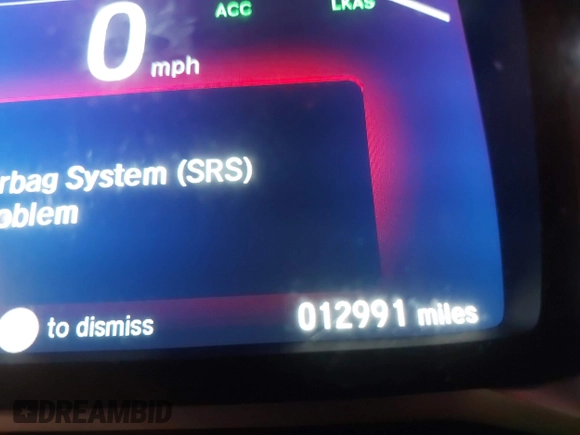 0 mph
ACC LKAS
rbag System (SRS)
oblem
to dismiss
012991 miles
DREAMBID